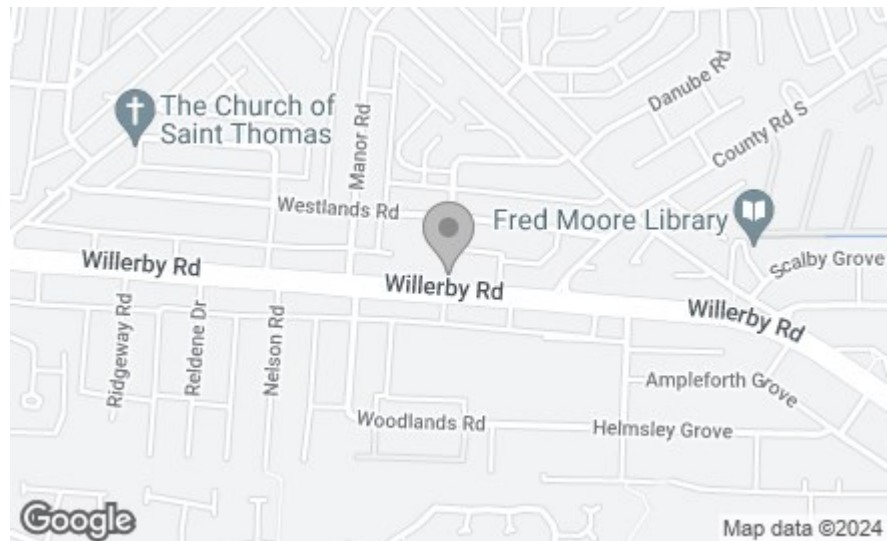 The Church of
Saint Thomas
Manor Rd
Danube Rd
County Rd S
Westlands Rd
Fred Moore Library
Scalby Grove
Willerby Rd
Willerby Rd
Willerby Rd
Ridgeway Rd
Reldene Dr
Nelson Rd
Ampleforth Grove
Woodlands Rd
Helmsley Grove
Google
Map data ©2024